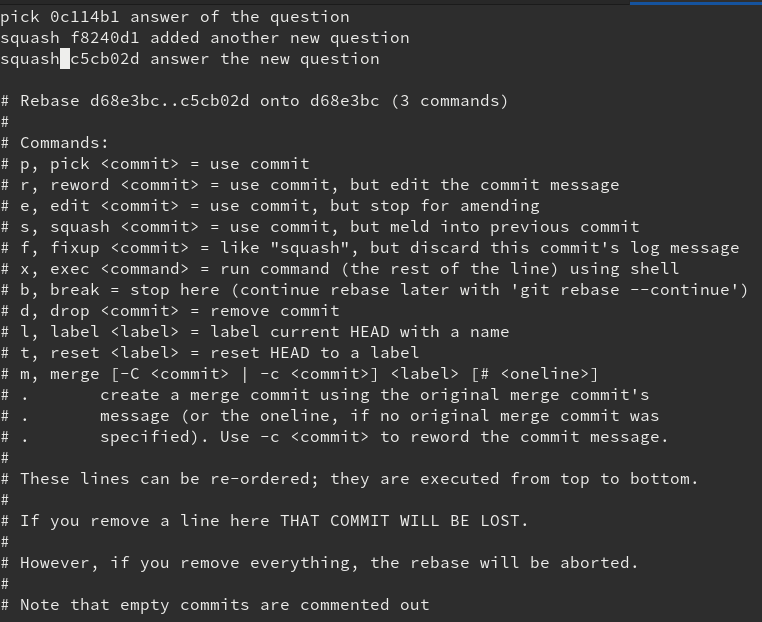 pick 0c114b1 answer of the question
squash f8240d1 added another new question
squash c5cb02d answer the new question

# Rebase d68e3bc..c5cb02d onto d68e3bc (3 commands)
#
# Commands:
# p, pick <commit> = use commit
# r, reword <commit> = use commit, but edit the commit message
# e, edit <commit> = use commit, but stop for amending
# s, squash <commit> = use commit, but meld into previous commit
# f, fixup <commit> = like "squash", but discard this commit's log message
# x, exec <command> = run command (the rest of the line) using shell
# b, break = stop here (continue rebase later with 'git rebase --continue')
# d, drop <commit> = remove commit
# l, label <label> = label current HEAD with a name
# t, reset <label> = reset HEAD to a label
# m, merge [-C <commit> | -c <commit>] <label> [# <oneline>]
# .       create a merge commit using the original merge commit's
# .       message (or the oneline, if no original merge commit was
# .       specified). Use -c <commit> to reword the commit message.
#
# These lines can be re-ordered; they are executed from top to bottom.
#
# If you remove a line here THAT COMMIT WILL BE LOST.
#
# However, if you remove everything, the rebase will be aborted.
#
# Note that empty commits are commented out